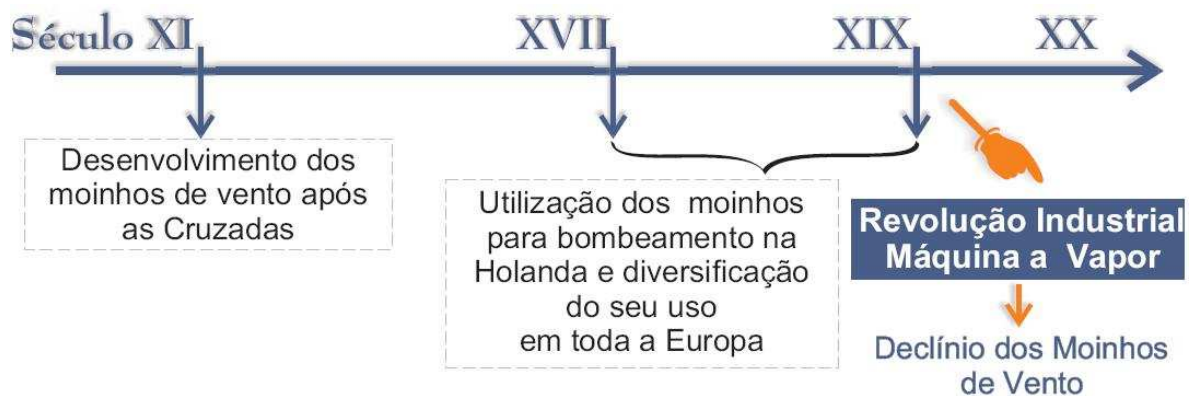 Século XI
XVII
XIX
XX
Desenvolvimento dos
moinhos de vento após
as Cruzadas
Utilização dos moinhos
para bombeamento na
Holanda e diversificação
do seu uso
em toda a Europa
Revolução Industrial
Máquina a Vapor
Declínio dos Moinhos
de Vento